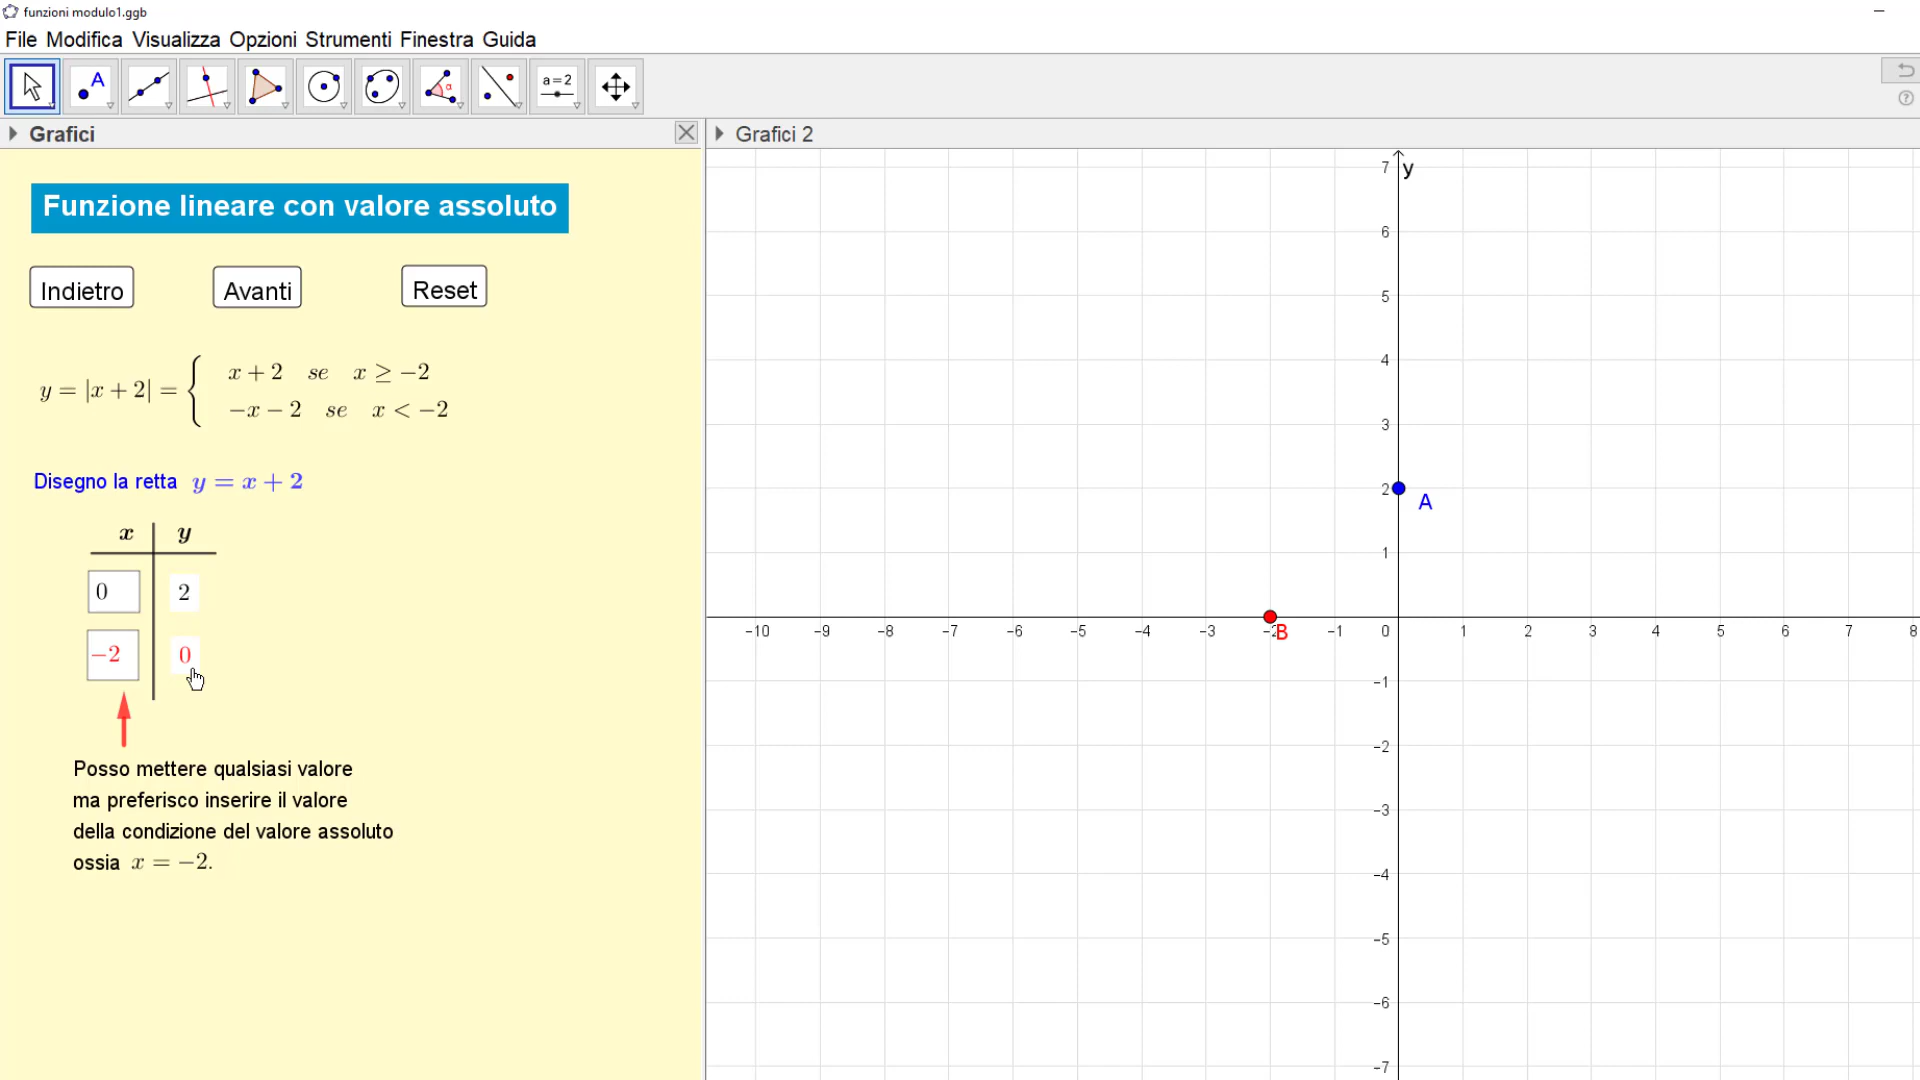 funzioni modulo1.ggb
File Modifica Visualizza Opzioni Strumenti Finestra Guida
A
α
a=2
Grafici
Grafici 2
Funzione lineare con valore assoluto
Indietro Avanti Reset
y = |x + 2| = { x + 2 se x ≥ −2
−x − 2 se x < −2
Disegno la retta y = x + 2
x y
0 2
−2 0
Posso mettere qualsiasi valore
ma preferisco inserire il valore
della condizione del valore assoluto
ossia x = −2.
y
7
6
5
4
3
2
A
1
B
−10 −9 −8 −7 −6 −5 −4 −3 −2 −1 0 1 2 3 4 5 6 7 8
−1
−2
−3
−4
−5
−6
−7